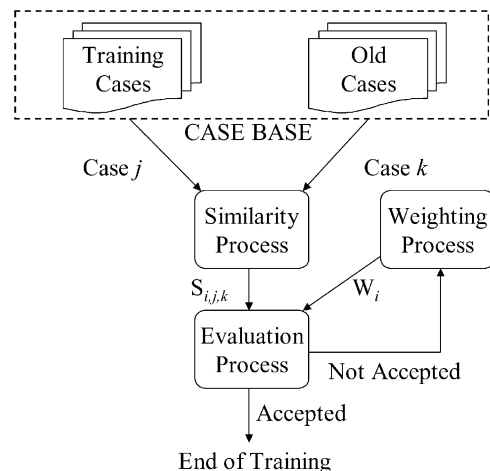 Training
Cases
Old
Cases
CASE BASE
Case j
Case k
Similarity
Process
Weighting
Process
S_{i,j,k}
W_i
Evaluation
Process
Not Accepted
Accepted
End of Training